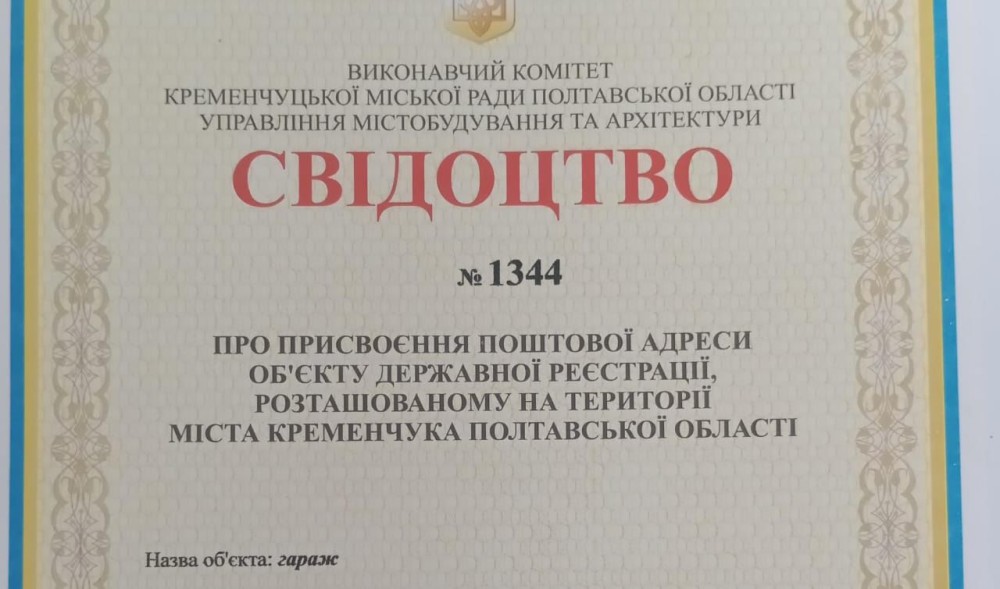 ВИКОНАВЧИЙ КОМІТЕТ
КРЕМЕНЧУЦЬКОЇ МІСЬКОЇ РАДИ ПОЛТАВСЬКОЇ ОБЛАСТІ
УПРАВЛІННЯ МІСТОБУДУВАННЯ ТА АРХІТЕКТУРИ
СВІДОЦТВО
№ 1344
ПРО ПРИСВОЄННЯ ПОШТОВОЇ АДРЕСИ
ОБ'ЄКТУ ДЕРЖАВНОЇ РЕЄСТРАЦІЇ,
РОЗТАШОВАНОМУ НА ТЕРИТОРІЇ
МІСТА КРЕМЕНЧУКА ПОЛТАВСЬКОЇ ОБЛАСТІ
Назва об'єкта: гараж